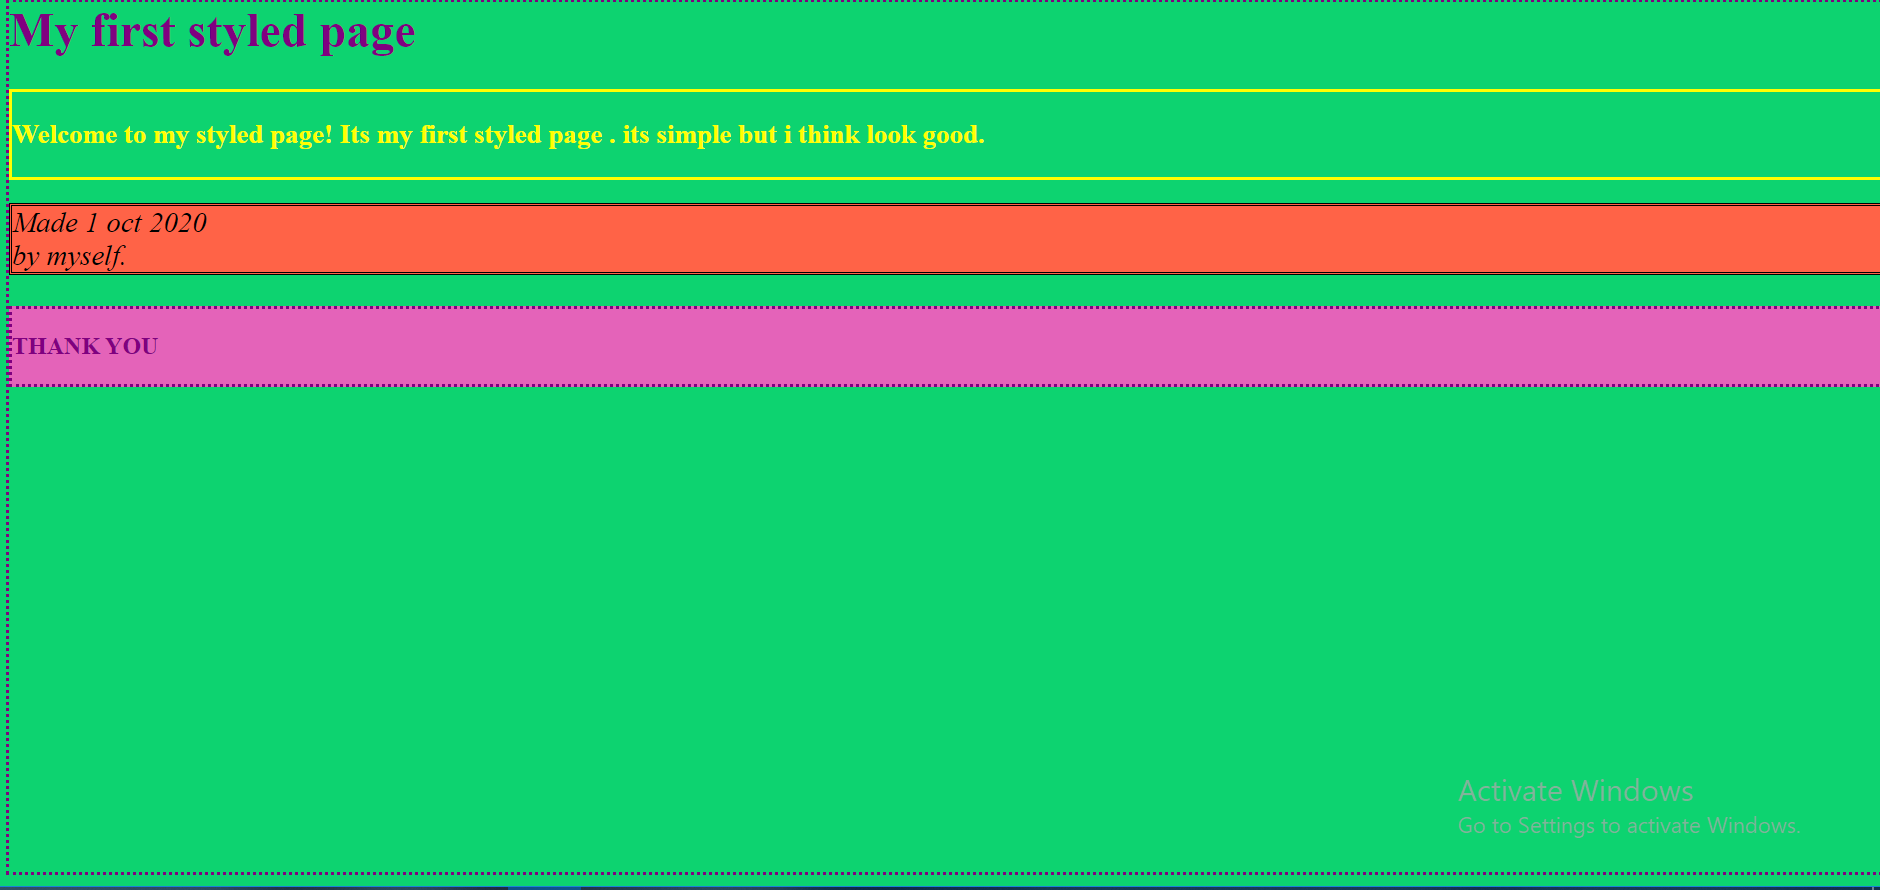 My first styled page
Welcome to my styled page! Its my first styled page . its simple but i think look good.
Made 1 oct 2020
by myself.
THANK YOU
Activate Windows
Go to Settings to activate Windows.